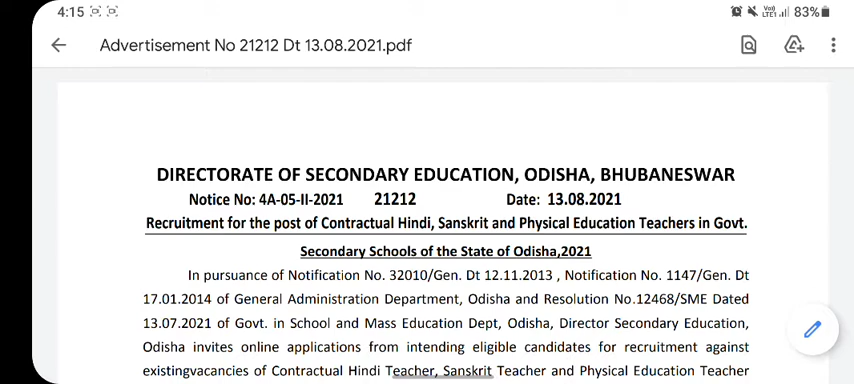 4:15
Vo)) LTE1 83%
Advertisement No 21212 Dt 13.08.2021.pdf
DIRECTORATE OF SECONDARY EDUCATION, ODISHA, BHUBANESWAR
Notice No: 4A-05-II-2021 21212 Date: 13.08.2021
Recruitment for the post of Contractual Hindi, Sanskrit and Physical Education Teachers in Govt.
Secondary Schools of the State of Odisha,2021
In pursuance of Notification No. 32010/Gen. Dt 12.11.2013 , Notification No. 1147/Gen. Dt
17.01.2014 of General Administration Department, Odisha and Resolution No.12468/SME Dated
13.07.2021 of Govt. in School and Mass Education Dept, Odisha, Director Secondary Education,
Odisha invites online applications from intending eligible candidates for recruitment against
existingvacancies of Contractual Hindi Teacher, Sanskrit Teacher and Physical Education Teacher